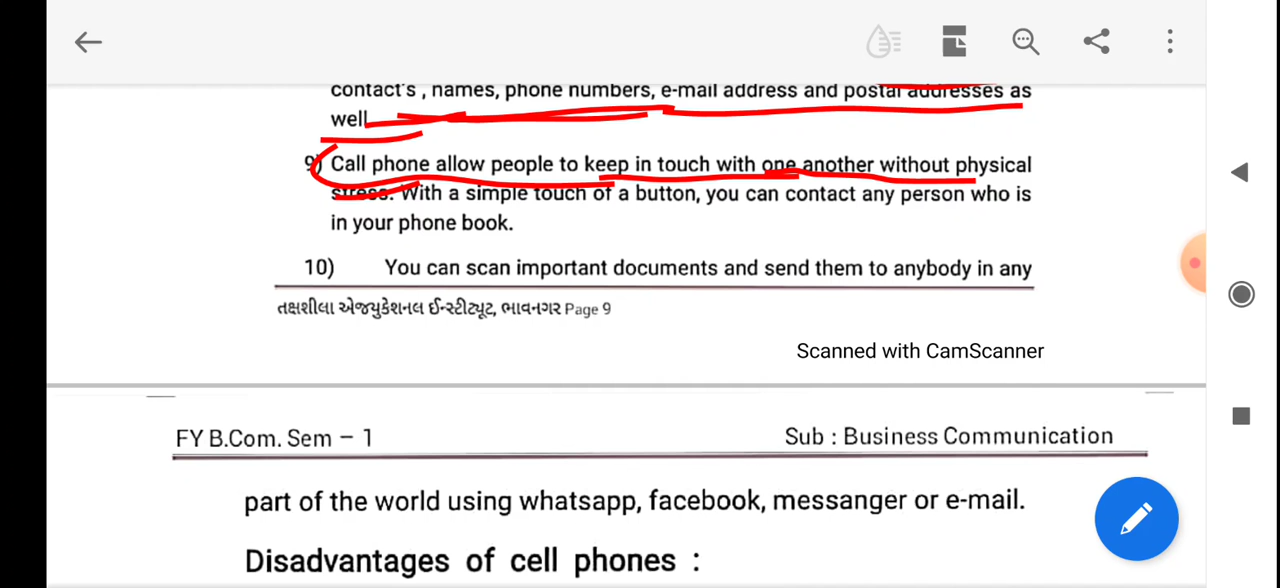 contact's , names, phone numbers, e-mail address and postal addresses as
well
9) Call phone allow people to keep in touch with one another without physical
stress. With a simple touch of a button, you can contact any person who is
in your phone book.
10) You can scan important documents and send them to anybody in any
તક્ષશીલા એજયુકેશનલ ઈન્સ્ટીટ્યૂટ, ભાવનગર Page 9
Scanned with CamScanner
FY B.Com. Sem – 1 Sub : Business Communication
part of the world using whatsapp, facebook, messanger or e-mail.
Disadvantages of cell phones :